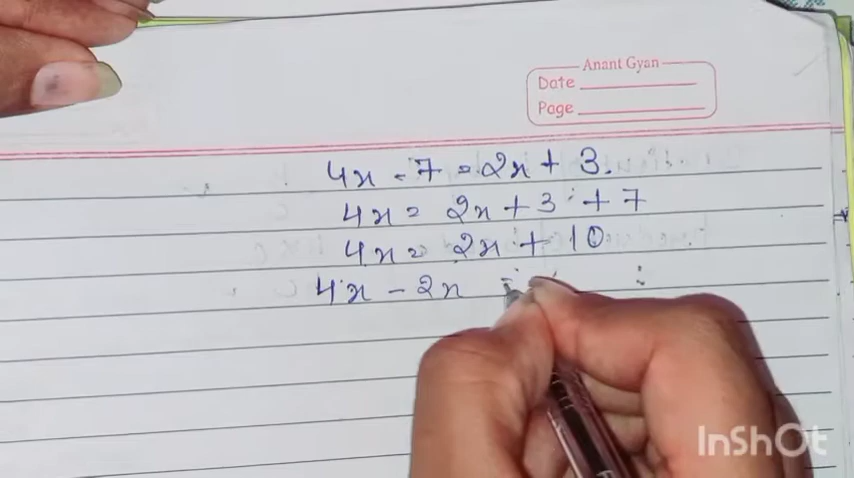 Anant Gyan
Date
Page
4x - 7 = 2x + 3.
4x = 2x + 3 + 7
4x = 2x + 10
4x - 2x =
InShOt